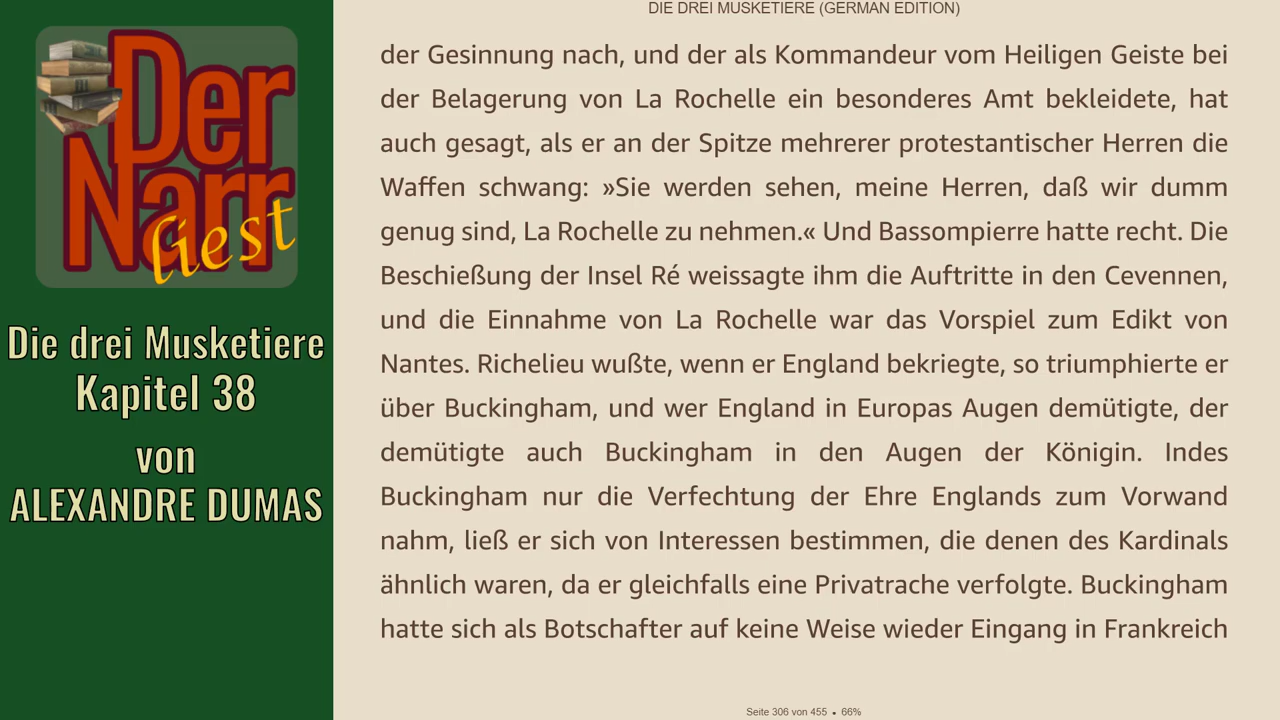 Der
Narr
liest
Die drei Musketiere
Kapitel 38
von
ALEXANDRE DUMAS
DIE DREI MUSKETIERE (GERMAN EDITION)
der Gesinnung nach, und der als Kommandeur vom Heiligen Geiste bei
der Belagerung von La Rochelle ein besonderes Amt bekleidete, hat
auch gesagt, als er an der Spitze mehrerer protestantischer Herren die
Waffen schwang: »Sie werden sehen, meine Herren, daß wir dumm
genug sind, La Rochelle zu nehmen.« Und Bassompierre hatte recht. Die
Beschießung der Insel Ré weissagte ihm die Auftritte in den Cevennen,
und die Einnahme von La Rochelle war das Vorspiel zum Edikt von
Nantes. Richelieu wußte, wenn er England bekriegte, so triumphierte er
über Buckingham, und wer England in Europas Augen demütigte, der
demütigte auch Buckingham in den Augen der Königin. Indes
Buckingham nur die Verfechtung der Ehre Englands zum Vorwand
nahm, ließ er sich von Interessen bestimmen, die denen des Kardinals
ähnlich waren, da er gleichfalls eine Privatrache verfolgte. Buckingham
hatte sich als Botschafter auf keine Weise wieder Eingang in Frankreich
Seite 306 von 455 • 66%